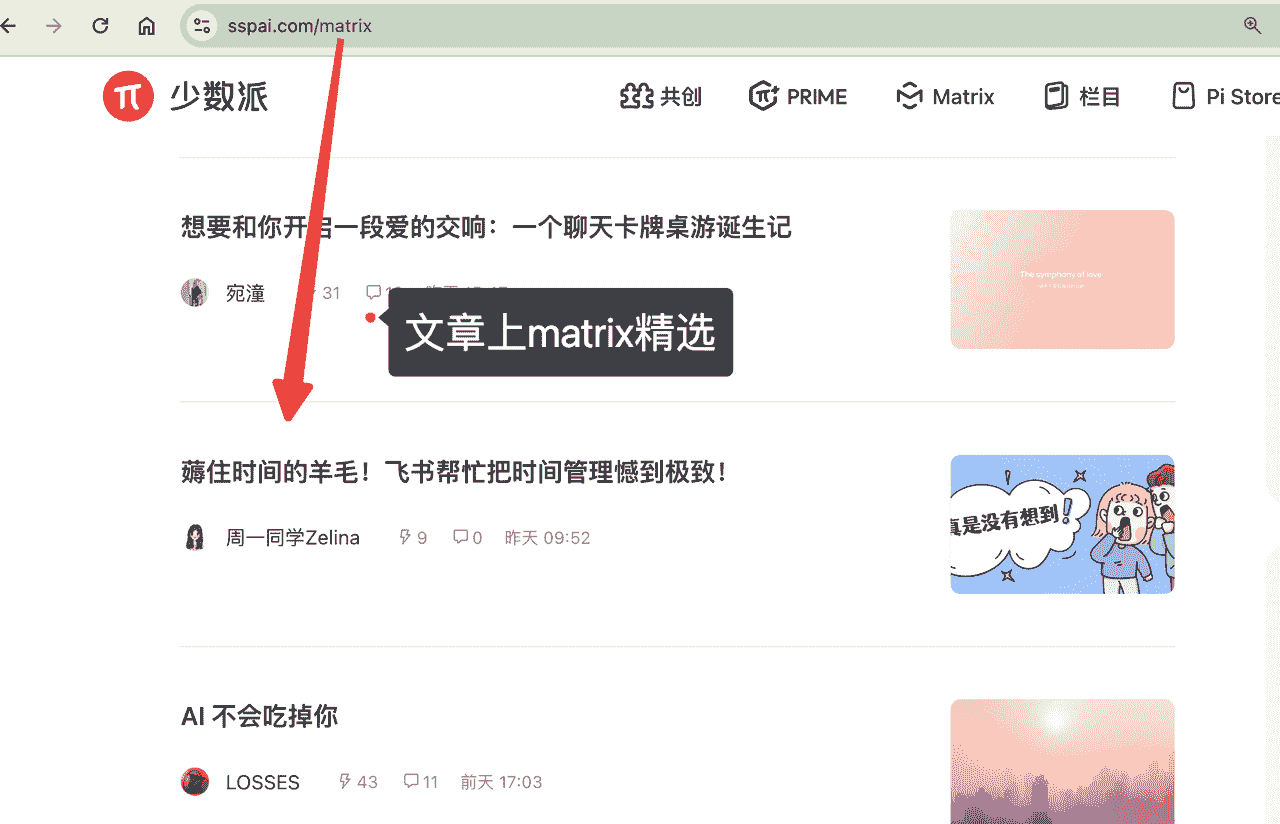 sspai.com/matrix
少数派
共创
PRIME
Matrix
栏目
Pi Store
想要和你开启一段爱的交响：一个聊天卡牌桌游诞生记
The symphony of love
宛潼 31
文章上matrix精选
薅住时间的羊毛！飞书帮忙把时间管理憾到极致！
真是没有想到！
周一同学Zelina 9 0 昨天 09:52
AI 不会吃掉你
LOSSES 43 11 前天 17:03